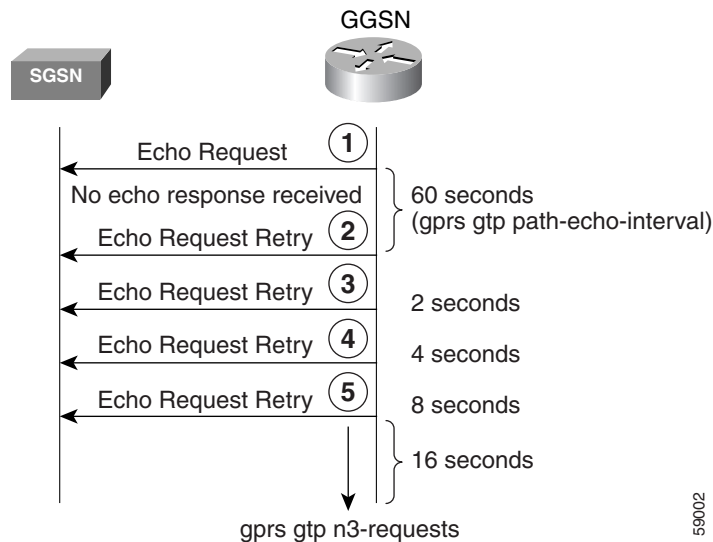 GGSN
SGSN
1
Echo Request
No echo response received
60 seconds
(gprs gtp path-echo-interval)
2
Echo Request Retry
3
Echo Request Retry
2 seconds
4
Echo Request Retry
4 seconds
5
Echo Request Retry
8 seconds
16 seconds
gprs gtp n3-requests
59002